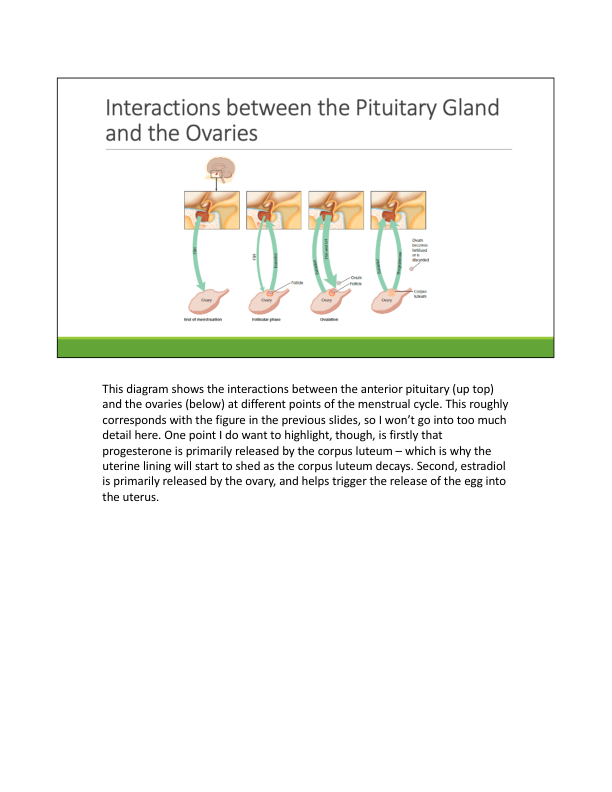 Interactions between the Pituitary Gland
and the Ovaries
FSH
FSH
Estradiol
Estradiol
FSH and LH
Estradiol
Progesterone
Ovum
becomes
fertilized
or is
discarded
Follicle
Ovum
Follicle
Corpus
luteum
Ovary
Ovary
Ovary
Ovary
End of menstruation
Follicular phase
Ovulation
This diagram shows the interactions between the anterior pituitary (up top)
and the ovaries (below) at different points of the menstrual cycle. This roughly
corresponds with the figure in the previous slides, so I won’t go into too much
detail here. One point I do want to highlight, though, is firstly that
progesterone is primarily released by the corpus luteum – which is why the
uterine lining will start to shed as the corpus luteum decays. Second, estradiol
is primarily released by the ovary, and helps trigger the release of the egg into
the uterus.